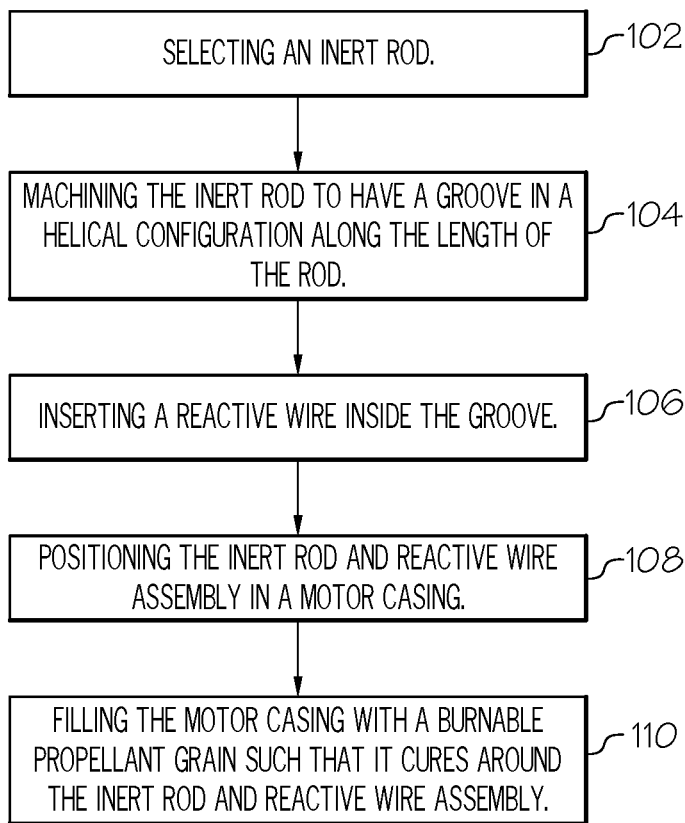 SELECTING AN INERT ROD.
102
MACHINING THE INERT ROD TO HAVE A GROOVE IN A
HELICAL CONFIGURATION ALONG THE LENGTH OF
THE ROD.
104
INSERTING A REACTIVE WIRE INSIDE THE GROOVE.
106
POSITIONING THE INERT ROD AND REACTIVE WIRE
ASSEMBLY IN A MOTOR CASING.
108
FILLING THE MOTOR CASING WITH A BURNABLE
PROPELLANT GRAIN SUCH THAT IT CURES AROUND
THE INERT ROD AND REACTIVE WIRE ASSEMBLY.
110